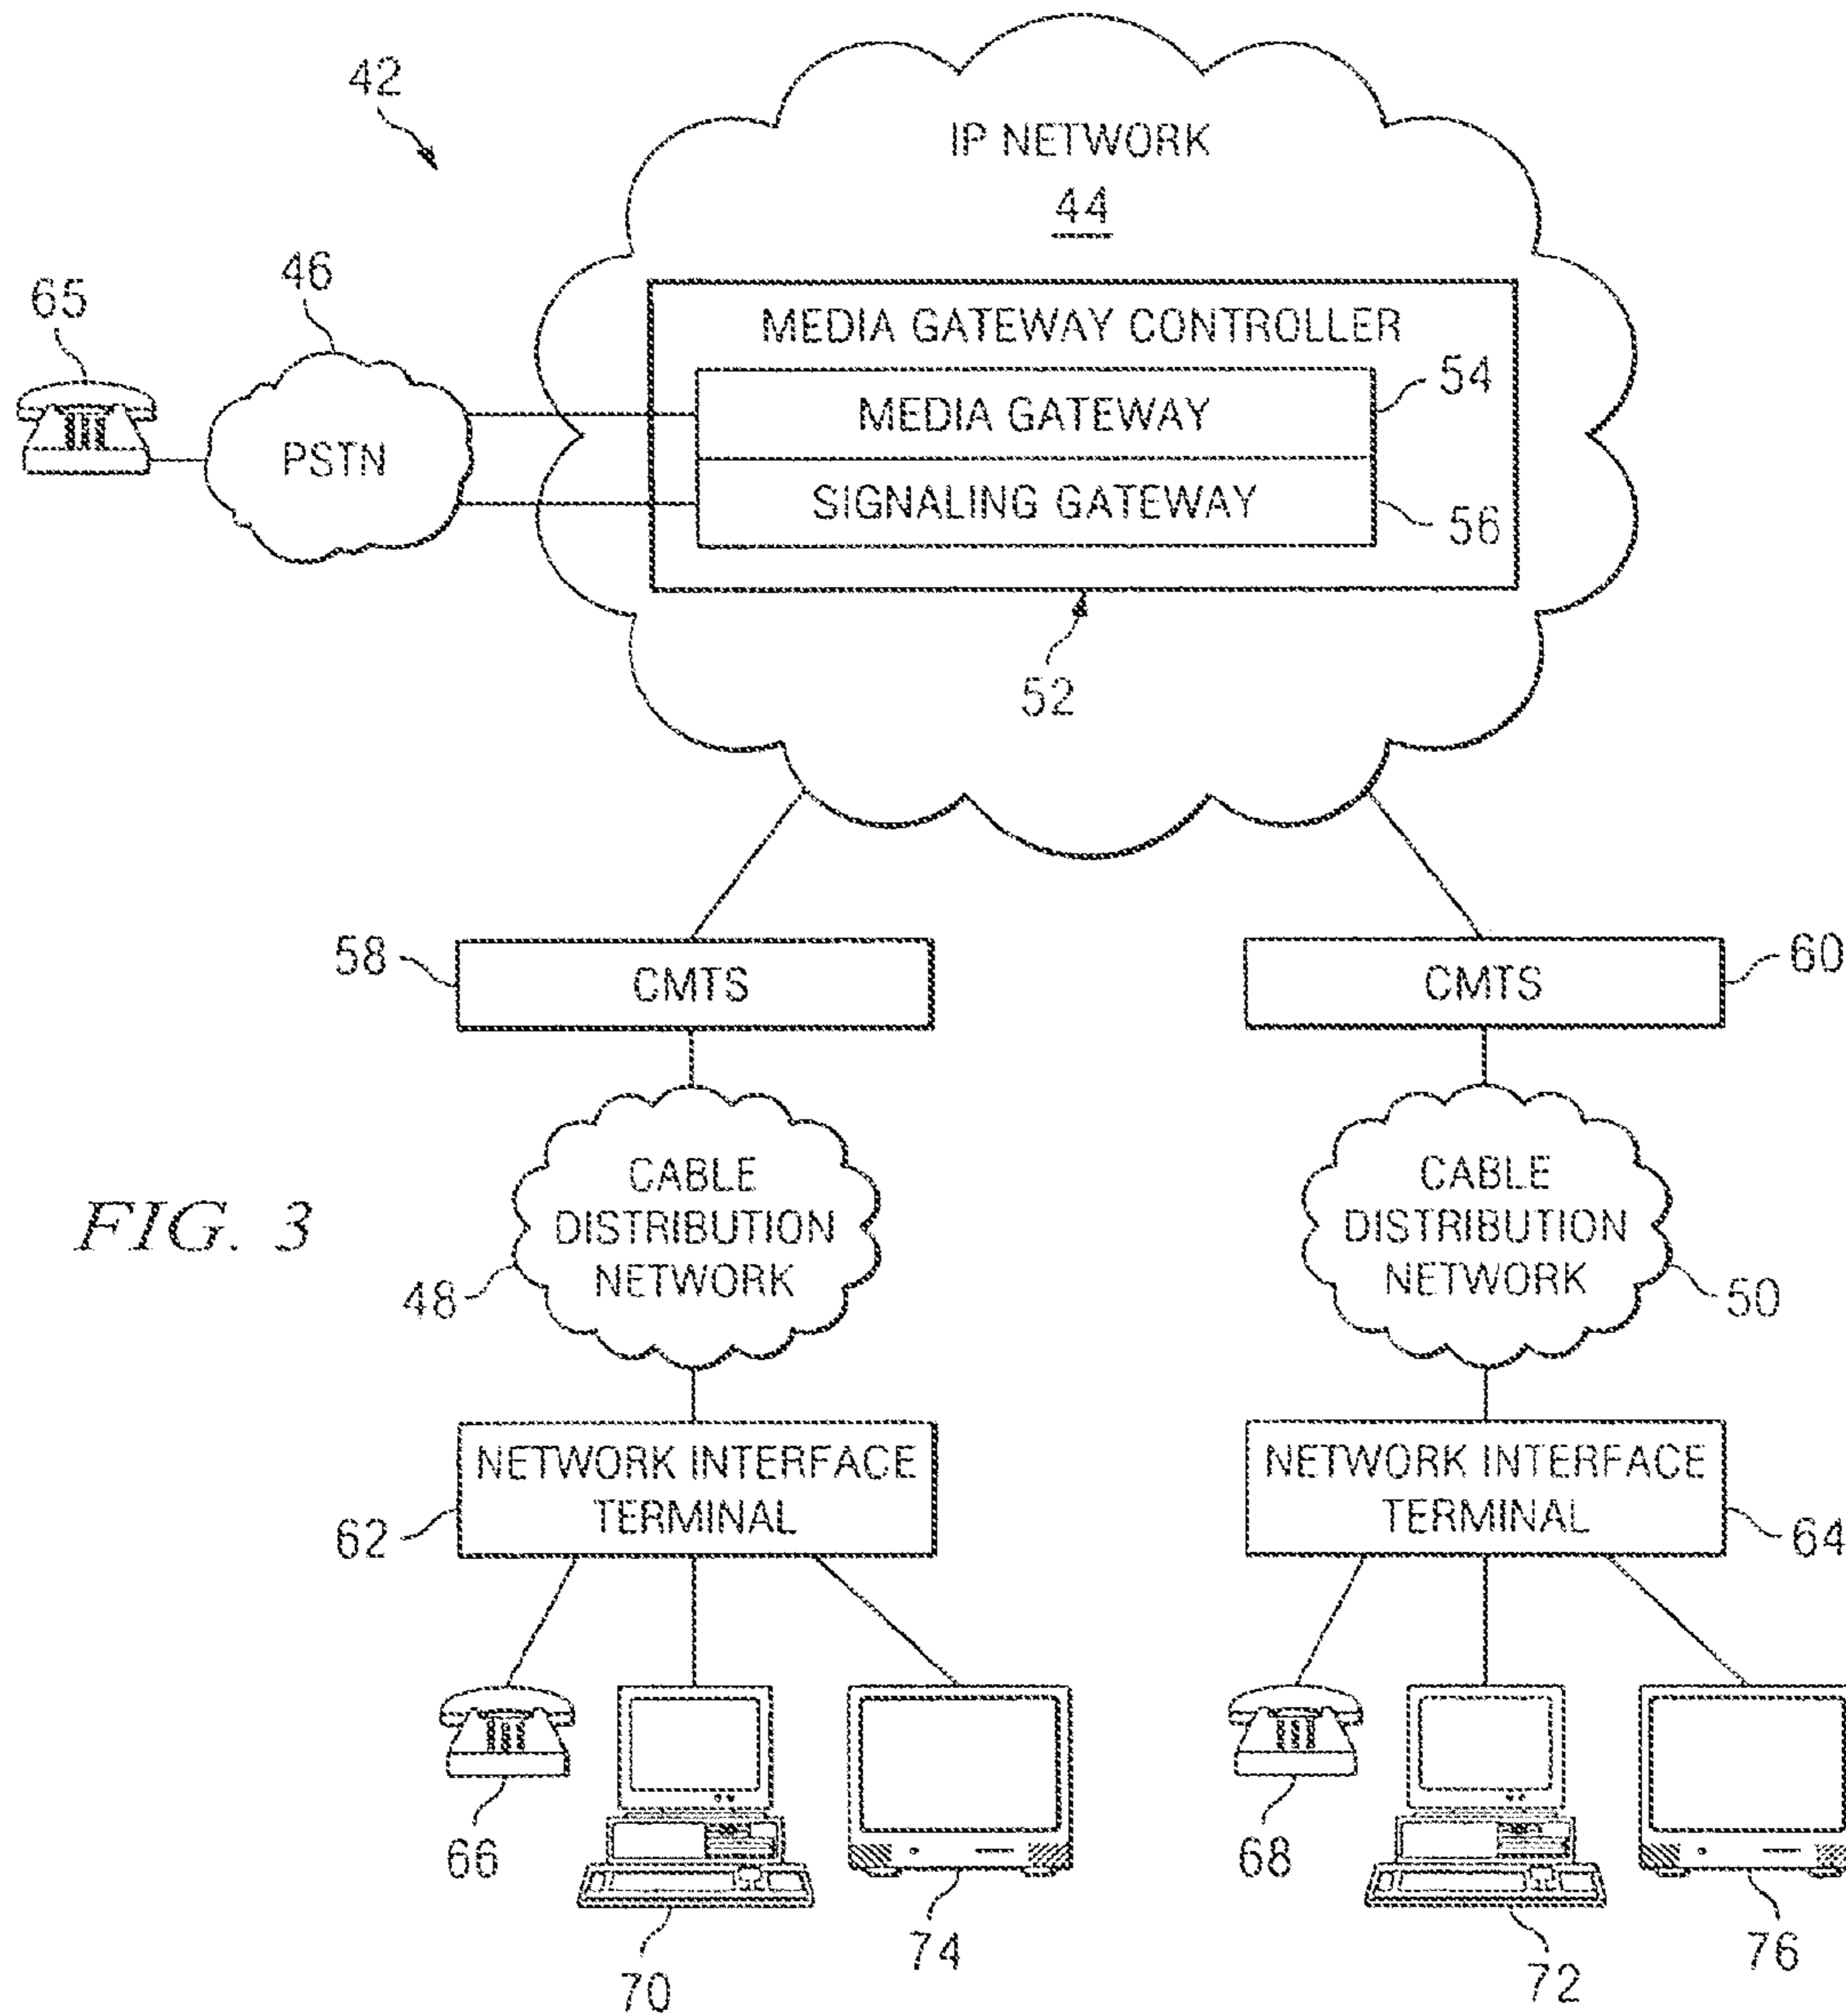 42
IP NETWORK
44
65
46
MEDIA GATEWAY CONTROLLER
54
MEDIA GATEWAY
PSTN
SIGNALING GATEWAY
56
52
58
CMTS
60
CMTS
FIG. 3
CABLE
DISTRIBUTION
NETWORK
48
CABLE
DISTRIBUTION
NETWORK
50
NETWORK INTERFACE
TERMINAL
62
NETWORK INTERFACE
TERMINAL
64
66
70
74
68
72
76